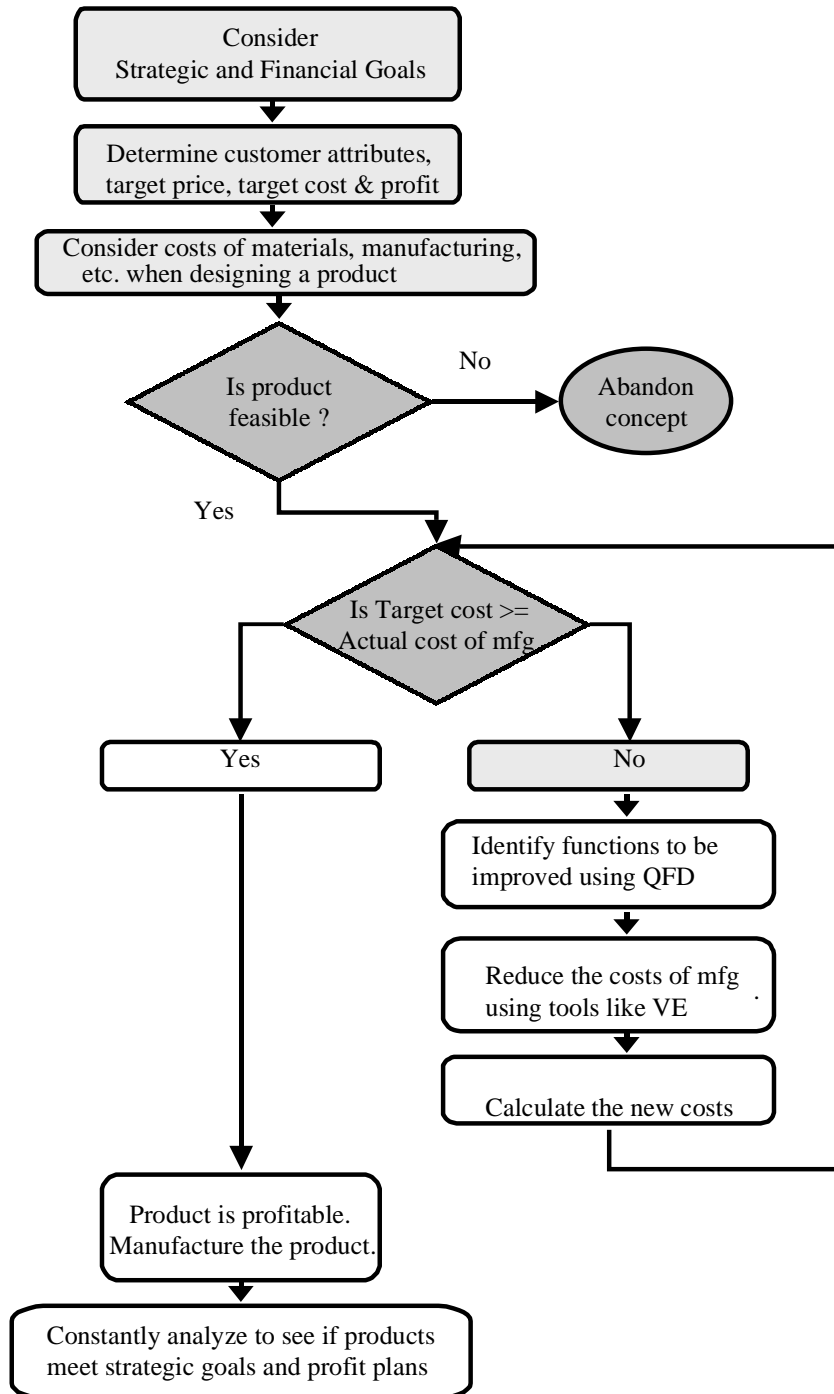 Consider
Strategic and Financial Goals
Determine customer attributes,
target price, target cost & profit
Consider costs of materials, manufacturing,
etc. when designing a product
Is product
feasible ?
No
Abandon
concept
Yes
Is Target cost >=
Actual cost of mfg
Yes
No
Identify functions to be
improved using QFD
Reduce the costs of mfg .
using tools like VE
Calculate the new costs
Product is profitable.
Manufacture the product.
Constantly analyze to see if products
meet strategic goals and profit plans